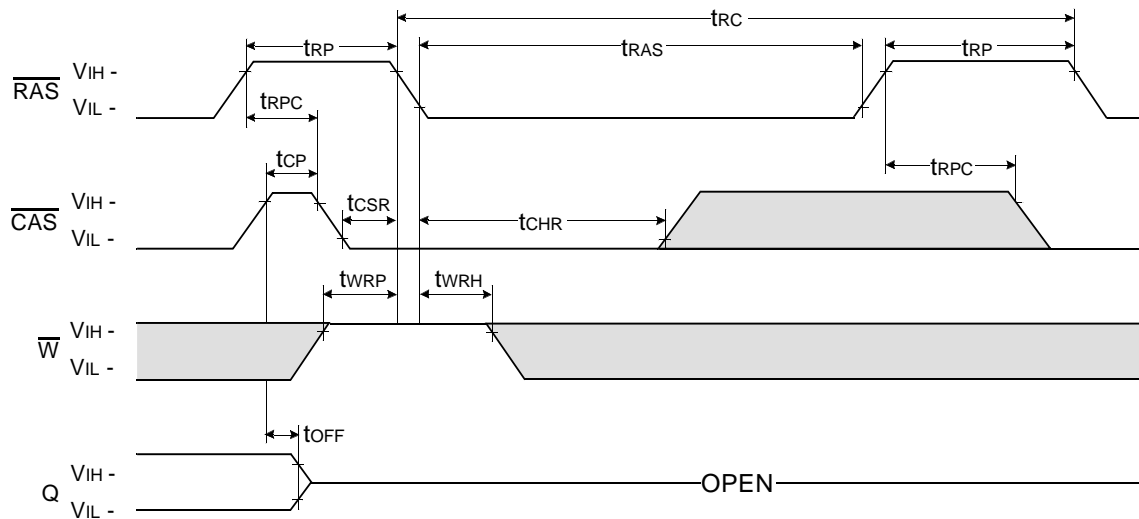 tRC
tRP tRAS tRP
RAS VIH -
VIL -
tRPC
tCP tRPC
CAS VIH -
VIL -
tCSR tCHR
tWRP tWRH
W VIH -
VIL -
tOFF
Q VIH -
VIL -
OPEN